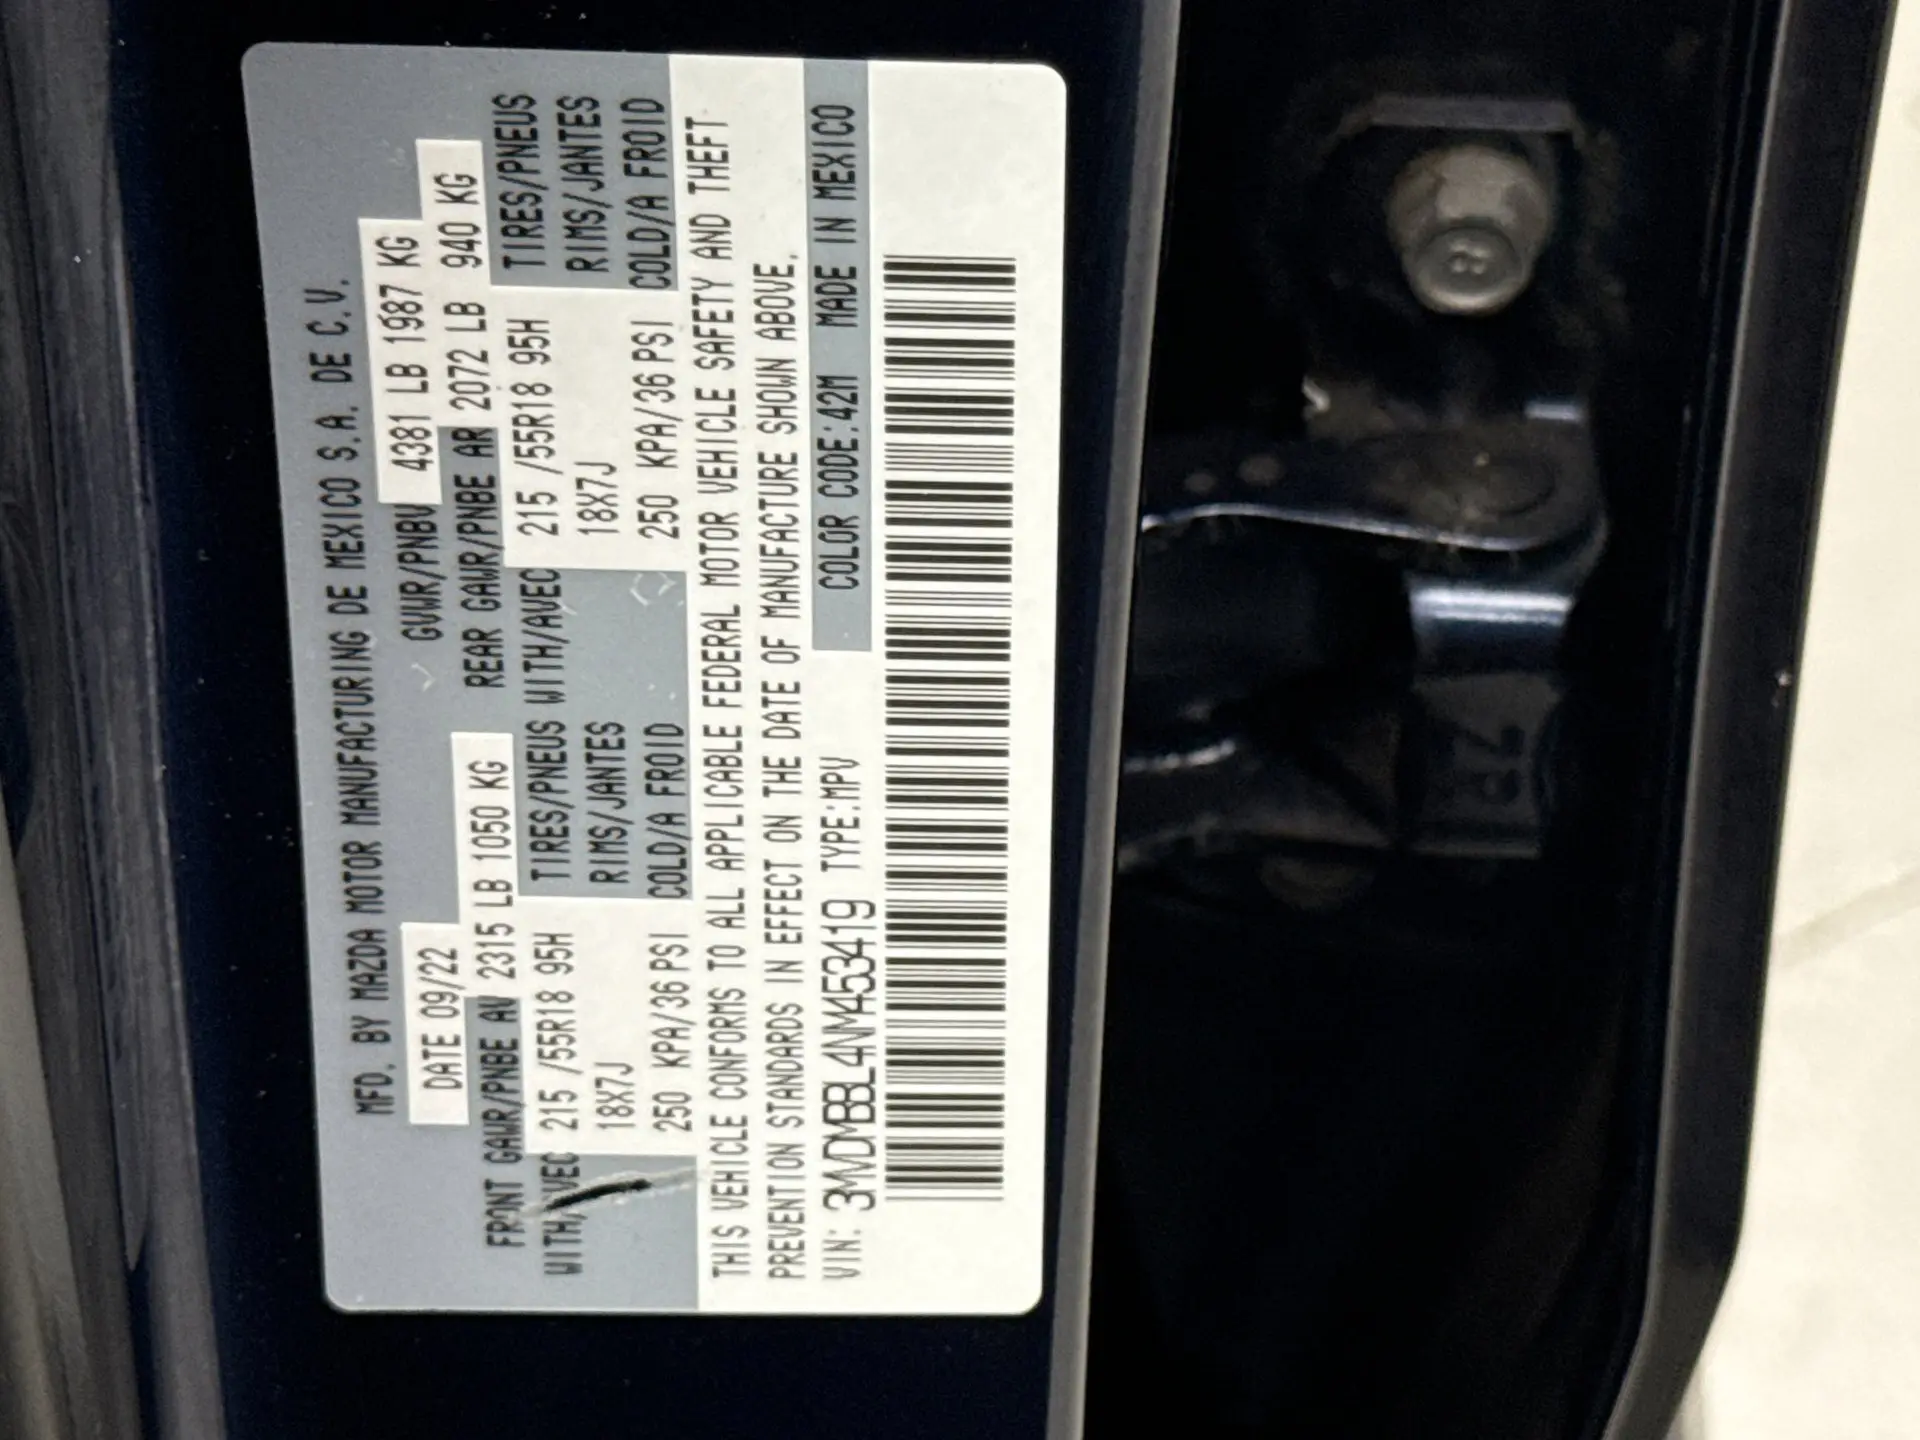 MFD. BY MAZDA MOTOR MANUFACTURING DE MEXICO S.A. DE C.V.
DATE 09/22 GVWR/PNBV 4381 LB 1987 KG
FRONT GAWR/PNBE AV 2315 LB 1050 KG REAR GAWR/PNBE AR 2072 LB 940 KG
WITH/AVEC 215 /55R18 95H TIRES/PNEUS WITH/AVEC 215 /55R18 95H TIRES/PNEUS
18X7J RIMS/JANTES 18X7J RIMS/JANTES
250 KPA/36 PSI COLD/A FROID 250 KPA/36 PSI COLD/A FROID
THIS VEHICLE CONFORMS TO ALL APPLICABLE FEDERAL MOTOR VEHICLE SAFETY AND THEFT
PREVENTION STANDARDS IN EFFECT ON THE DATE OF MANUFACTURE SHOWN ABOVE.
VIN: 3MVDMBBL4NM453419 TYPE:MPV COLOR CODE:42M MADE IN MEXICO